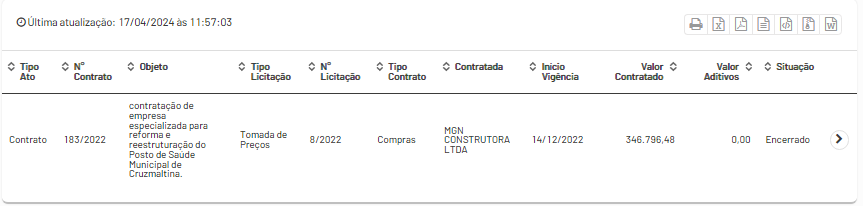 Última atualização: 17/04/2024 às 11:57:03
Tipo Ato
N° Contrato
Objeto
Tipo Licitação
N° Licitação
Tipo Contrato
Contratada
Início Vigência
Valor Contratado
Valor Aditivos
Situação
Contrato
183/2022
contratação de
empresa
especializada para
reforma e
reestruturação do
Posto de Saúde
Municipal de
Cruzmaltina.
Tomada de
Preços
8/2022
Compras
MGN
CONSTRUTORA
LTDA
14/12/2022
346.796,48
0,00
Encerrado